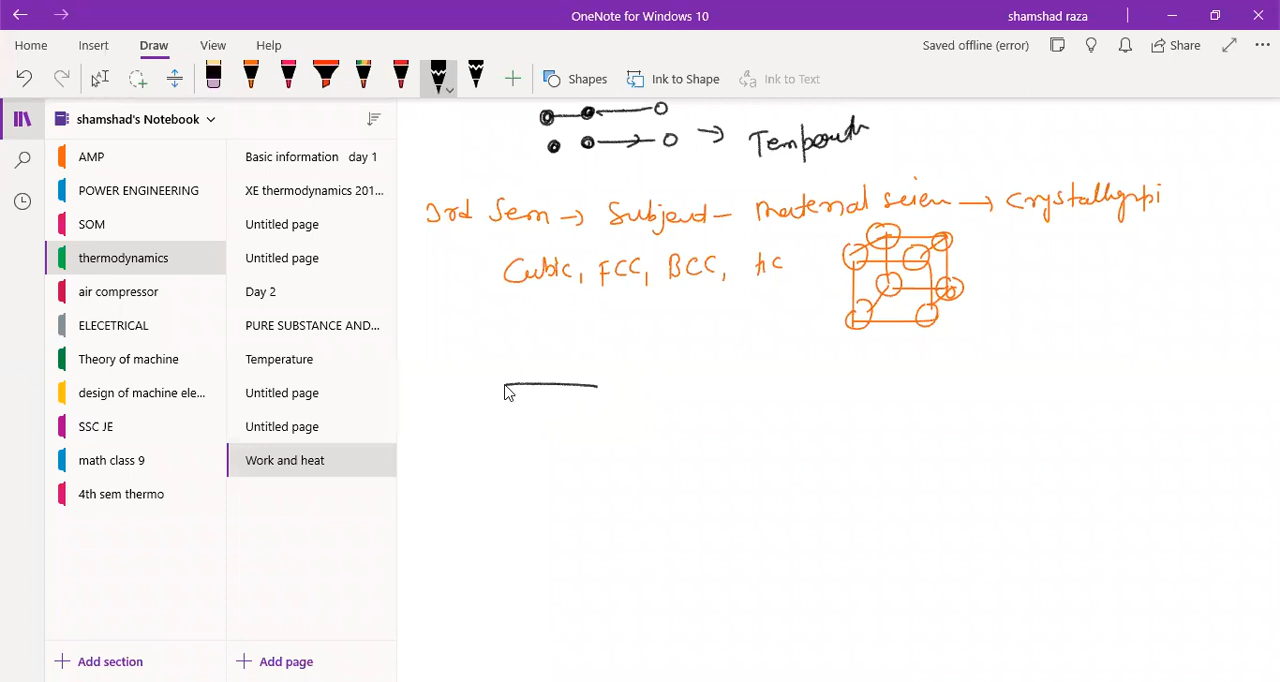 OneNote for Windows 10
shamshad raza
Home Insert Draw View Help
Saved offline (error)
Share
Shapes
Ink to Shape
Ink to Text
shamshad's Notebook
AMP
POWER ENGINEERING
SOM
thermodynamics
air compressor
ELECETRICAL
Theory of machine
design of machine ele...
SSC JE
math class 9
4th sem thermo
Add section
Basic information day 1
XE thermodynamics 201...
Untitled page
Untitled page
Day 2
PURE SUBSTANCE AND...
Temperature
Untitled page
Untitled page
Work and heat
Add page
3rd Sem → Subject - material → 
Cubic, FCC, BCC, HC